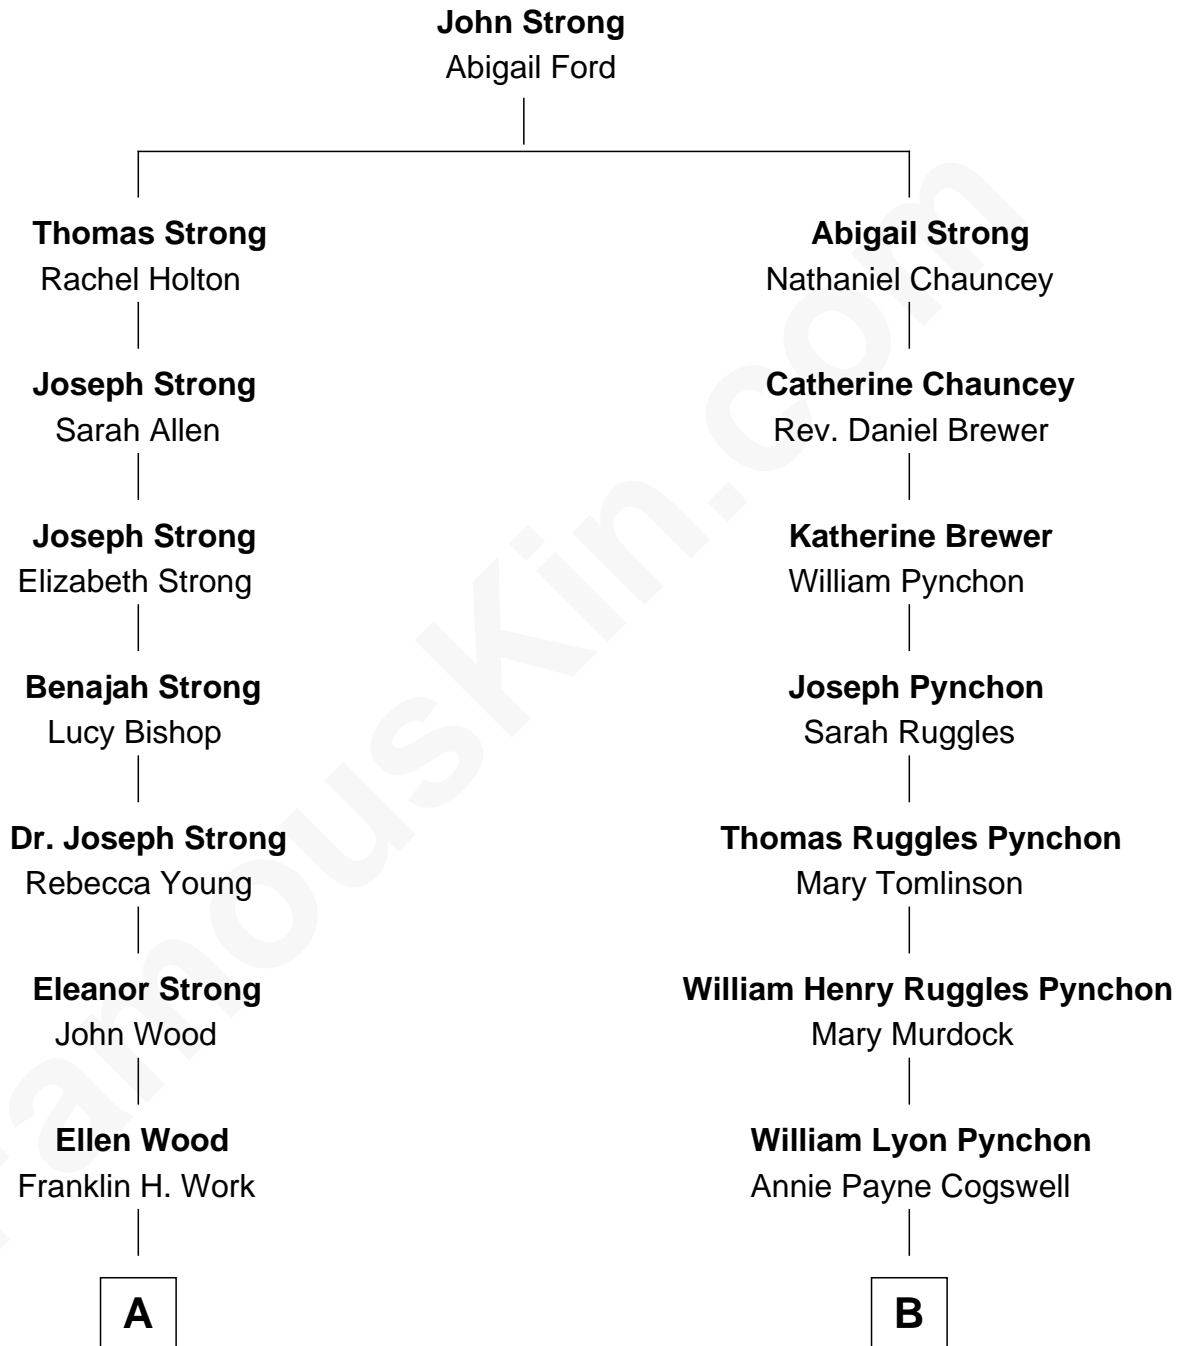 John Strong
Abigail Ford
Thomas Strong
Rachel Holton
Abigail Strong
Nathaniel Chauncey
Joseph Strong
Sarah Allen
Catherine Chauncey
Rev. Daniel Brewer
Joseph Strong
Elizabeth Strong
Katherine Brewer
William Pynchon
Benajah Strong
Lucy Bishop
Joseph Pynchon
Sarah Ruggles
Dr. Joseph Strong
Rebecca Young
Thomas Ruggles Pynchon
Mary Tomlinson
Eleanor Strong
John Wood
William Henry Ruggles Pynchon
Mary Murdock
Ellen Wood
Franklin H. Work
William Lyon Pynchon
Annie Payne Cogswell
A
B
FamousKin.com